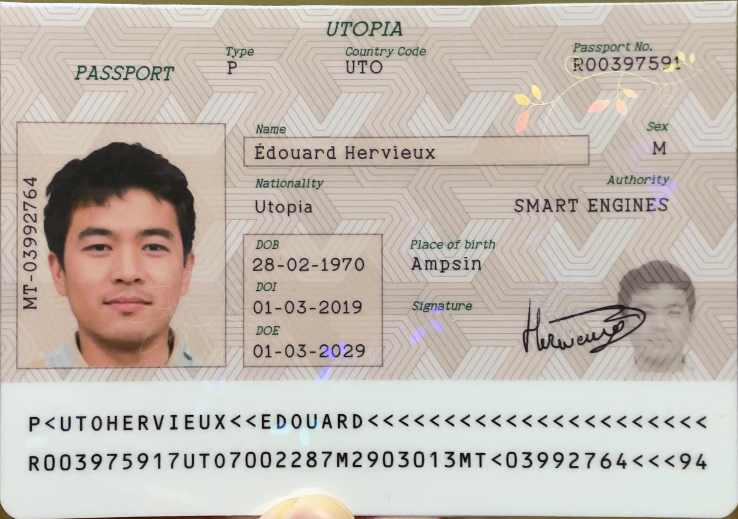 UTOPIA
PASSPORT
Type
P
Country Code
UTO
Passport No.
R00397591
Name
Édouard Hervieux
Sex
M
Nationality
Utopia
Authority
SMART ENGINES
MT-03992764
DOB
28-02-1970
Place of birth
Ampsin
DOI
01-03-2019
Signature
DOE
01-03-2029
P<UTOHERVIEUX<<EDOUARD<<<<<<<<<<<<<<<<<<<<<<
R003975917UTO7002287M2903013MT<03992764<<<94